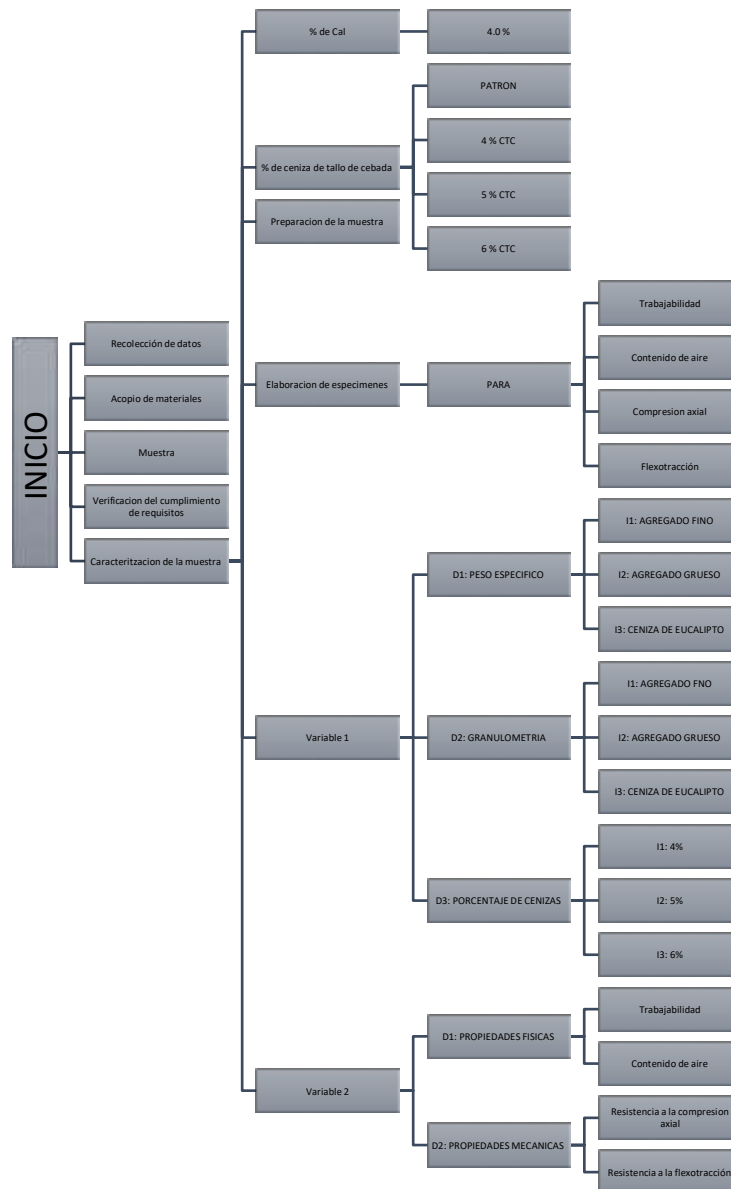 INICIO
Recolección de datos
Acopio de materiales
Muestra
Verificacion del cumplimiento
de requisitos
Caracteritzacion de la muestra
% de Cal
4.0 %
% de ceniza de tallo de cebada
PATRON
4 % CTC
5 % CTC
6 % CTC
Preparacion de la muestra
Elaboracion de especimenes
PARA
Trabajabilidad
Contenido de aire
Compresion axial
Flexotracción
Variable 1
D1: PESO ESPECIFICO
I1: AGREGADO FINO
I2: AGREGADO GRUESO
I3: CENIZA DE EUCALIPTO
D2: GRANULOMETRIA
I1: AGREGADO FNO
I2: AGREGADO GRUESO
I3: CENIZA DE EUCALIPTO
D3: PORCENTAJE DE CENIZAS
I1: 4%
I2: 5%
I3: 6%
Variable 2
D1: PROPIEDADES FISICAS
Trabajabilidad
Contenido de aire
D2: PROPIEDADES MECANICAS
Resistencia a la compresion
axial
Resistencia a la flexotracción